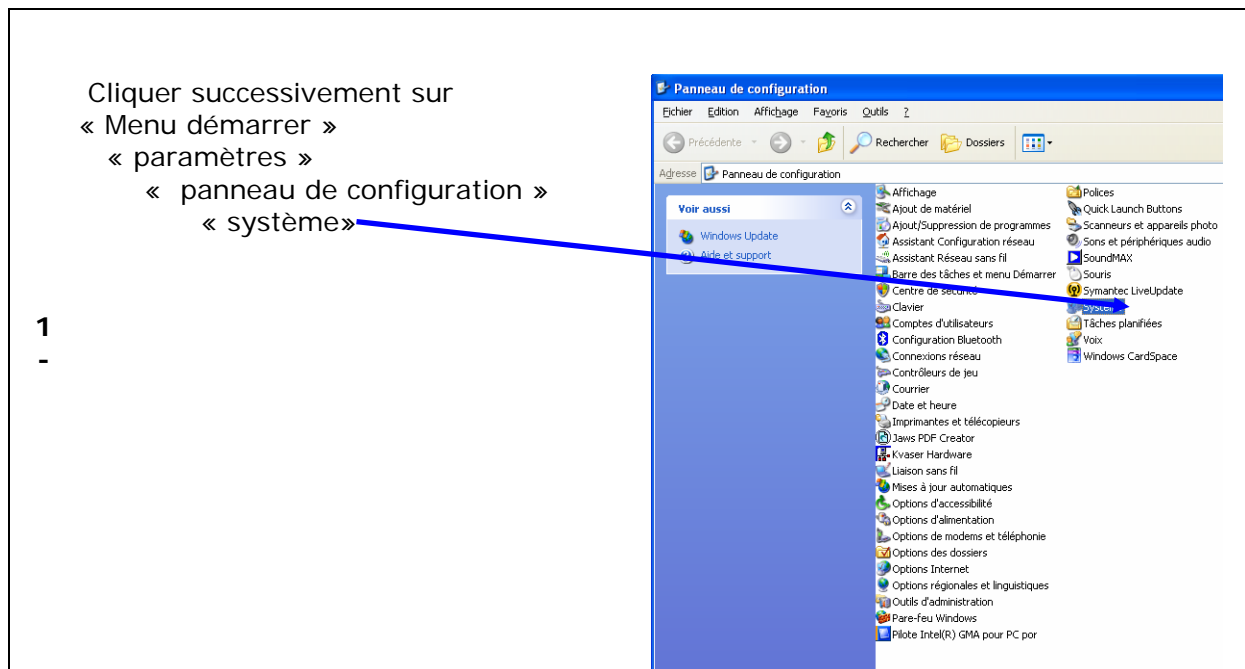 Cliquer successivement sur
« Menu démarrer »
« paramètres »
«  panneau de configuration »
« système»
1
-
Panneau de configuration
Fichier Edition Affichage Favoris Outils ?
Précédente Rechercher Dossiers
Adresse Panneau de configuration
Voir aussi
Windows Update
Aide et support
Affichage
Ajout de matériel
Ajout/Suppression de programmes
Assistant Configuration réseau
Assistant Réseau sans fil
Barre des tâches et menu Démarrer
Centre de sécurité
Clavier
Comptes d'utilisateurs
Configuration Bluetooth
Connexions réseau
Contrôleurs de jeu
Courrier
Date et heure
Imprimantes et télécopieurs
Jaws PDF Creator
Kvaser Hardware
Liaison sans fil
Mises à jour automatiques
Options d'accessibilité
Options d'alimentation
Options de modems et téléphonie
Options des dossiers
Options Internet
Options régionales et linguistiques
Outils d'administration
Pare-feu Windows
Pilote Intel(R) GMA pour PC por
Polices
Quick Launch Buttons
Scanneurs et appareils photo
Sons et périphériques audio
SoundMAX
Souris
Symantec LiveUpdate
Système
Tâches planifiées
Voix
Windows CardSpace